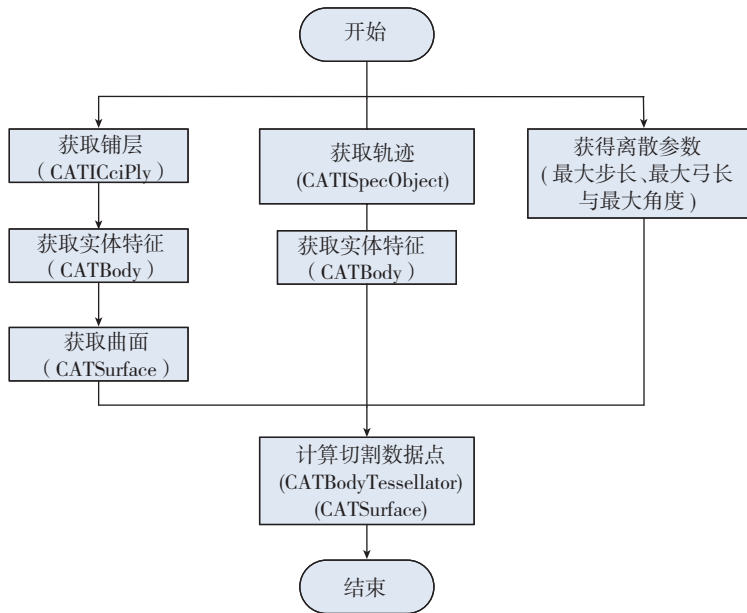 开始
获取铺层
（CATICciPly）
获取轨迹
(CATISpecObject)
获得离散参数
(最大步长、最大弓长
与最大角度)
获取实体特征
（CATBody）
获取实体特征
（CATBody）
获取曲面
（CATSurface）
计算切割数据点
(CATBodyTessellator)
(CATSurface)
结束